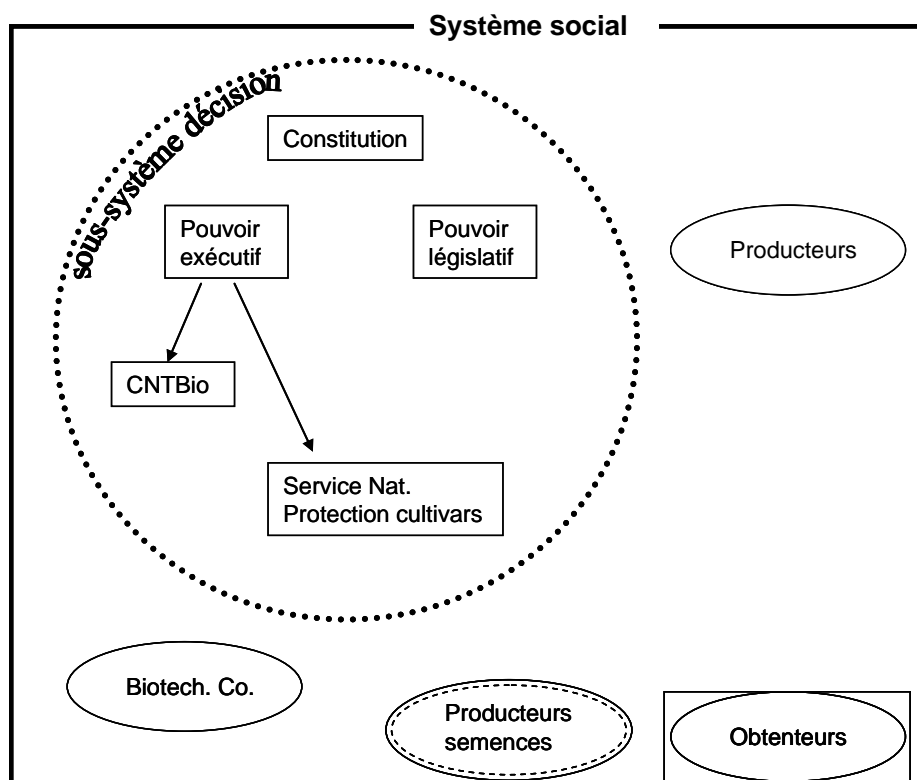 Système social
sous-système décision
Constitution
Pouvoir
exécutif
Pouvoir
législatif
Producteurs
CNTBio
Service Nat.
Protection cultivars
Biotech. Co.
Producteurs
semences
Obtenteurs